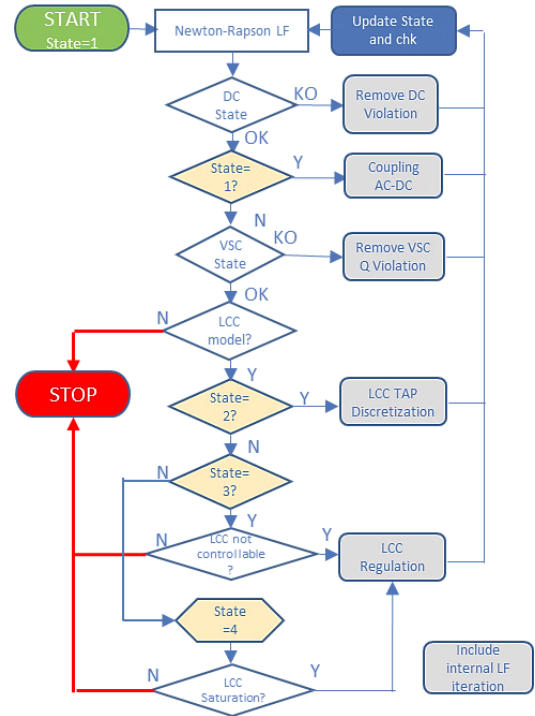 START
State=1
Newton-Rapson LF
Update State
and chk
DC
State
KO
Remove DC
Violation
OK
State=
1?
Y
Coupling
AC-DC
N
VSC
State
KO
Remove VSC
Q Violation
OK
N
LCC
model?
STOP
Y
State=
2?
Y
LCC TAP
Discretization
N
N
State=
3?
Y
N
LCC not
controllable
?
Y
LCC
Regulation
State
=4
N
LCC
Saturation?
Y
Include
internal LF
iteration